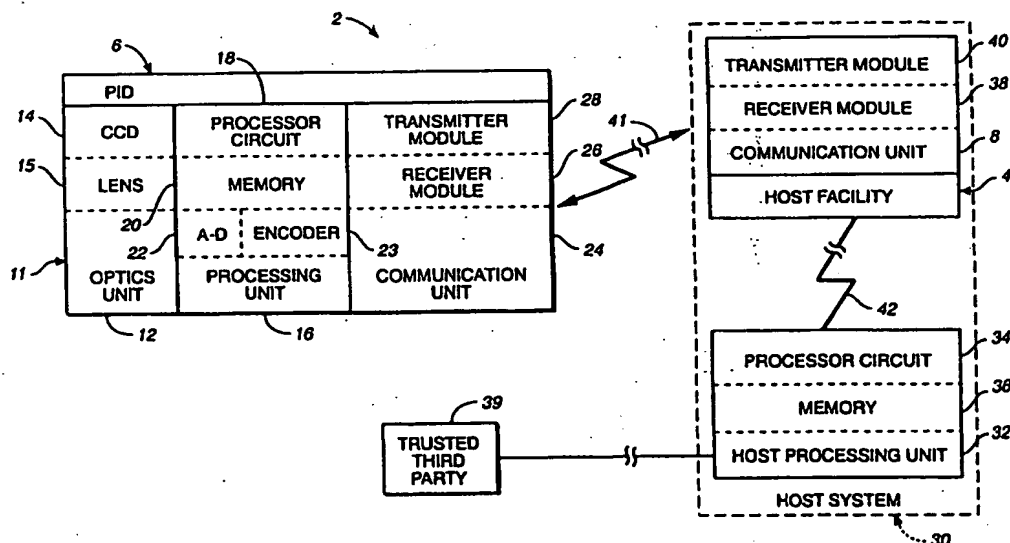 2
6
18
PID
14
CCD
PROCESSOR
CIRCUIT
TRANSMITTER
MODULE
28
15
LENS
MEMORY
RECEIVER
MODULE
26
20
22
A-D
ENCODER
23
24
11
OPTICS
UNIT
PROCESSING
UNIT
COMMUNICATION
UNIT
12
16
41
TRANSMITTER MODULE
40
RECEIVER MODULE
38
COMMUNICATION UNIT
8
HOST FACILITY
4
42
PROCESSOR CIRCUIT
34
MEMORY
36
HOST PROCESSING UNIT
32
HOST SYSTEM
30
39
TRUSTED
THIRD
PARTY